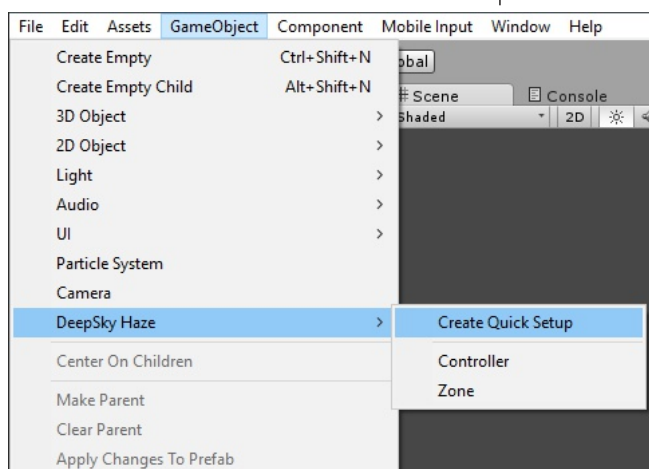 File Edit Assets GameObject Component Mobile Input Window Help
Create Empty Ctrl+Shift+N
Create Empty Child Alt+Shift+N
3D Object
2D Object
Light
Audio
UI
Particle System
Camera
DeepSky Haze
Center On Children
Make Parent
Clear Parent
Apply Changes To Prefab
obal
# Scene Console
Shaded 2D
Create Quick Setup
Controller
Zone